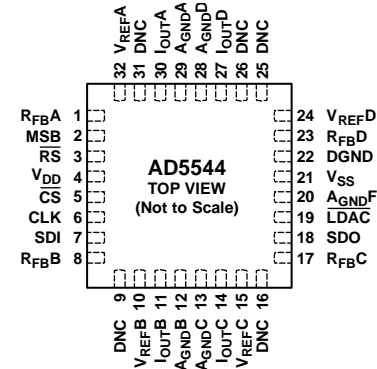 VREFA
DNC
IOUTA
AGNDA
AGNDD
IOUTD
DNC
DNC
32 31 30 29 28 27 26 25
RFBA 1
MSB 2
RS 3
VDD 4
CS 5
CLK 6
SDI 7
RFBB 8
AD5544
TOP VIEW
(Not to Scale)
24 VREFD
23 RFBD
22 DGND
21 VSS
20 AGNDF
19 LDAC
18 SDO
17 RFBC
9 10 11 12 13 14 15 16
DNC
VREFB
IOUTB
AGNDB
AGNDC
IOUTC
VREFC
DNC